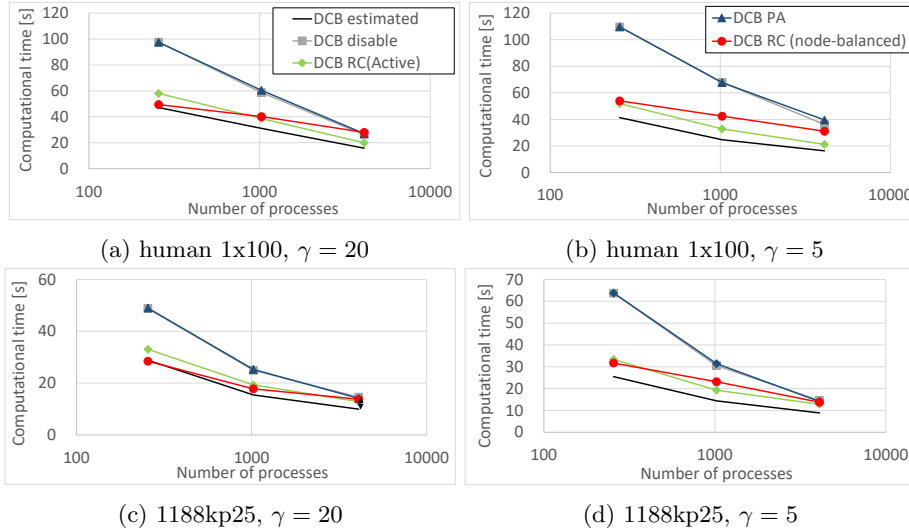 120
100
80
60
40
20
0
100
1000
10000
Computational time [s]
Number of processes
DCB estimated
DCB disable
DCB RC(Active)
(a) human 1x100, γ = 20
120
100
80
60
40
20
0
100
1000
10000
Computational time [s]
Number of processes
DCB PA
DCB RC (node-balanced)
(b) human 1x100, γ = 5
60
40
20
0
100
1000
10000
Computational time [s]
Number of processes
(c) 1188kp25, γ = 20
70
60
50
40
30
20
10
0
100
1000
10000
Computational time [s]
Number of processes
(d) 1188kp25, γ = 5